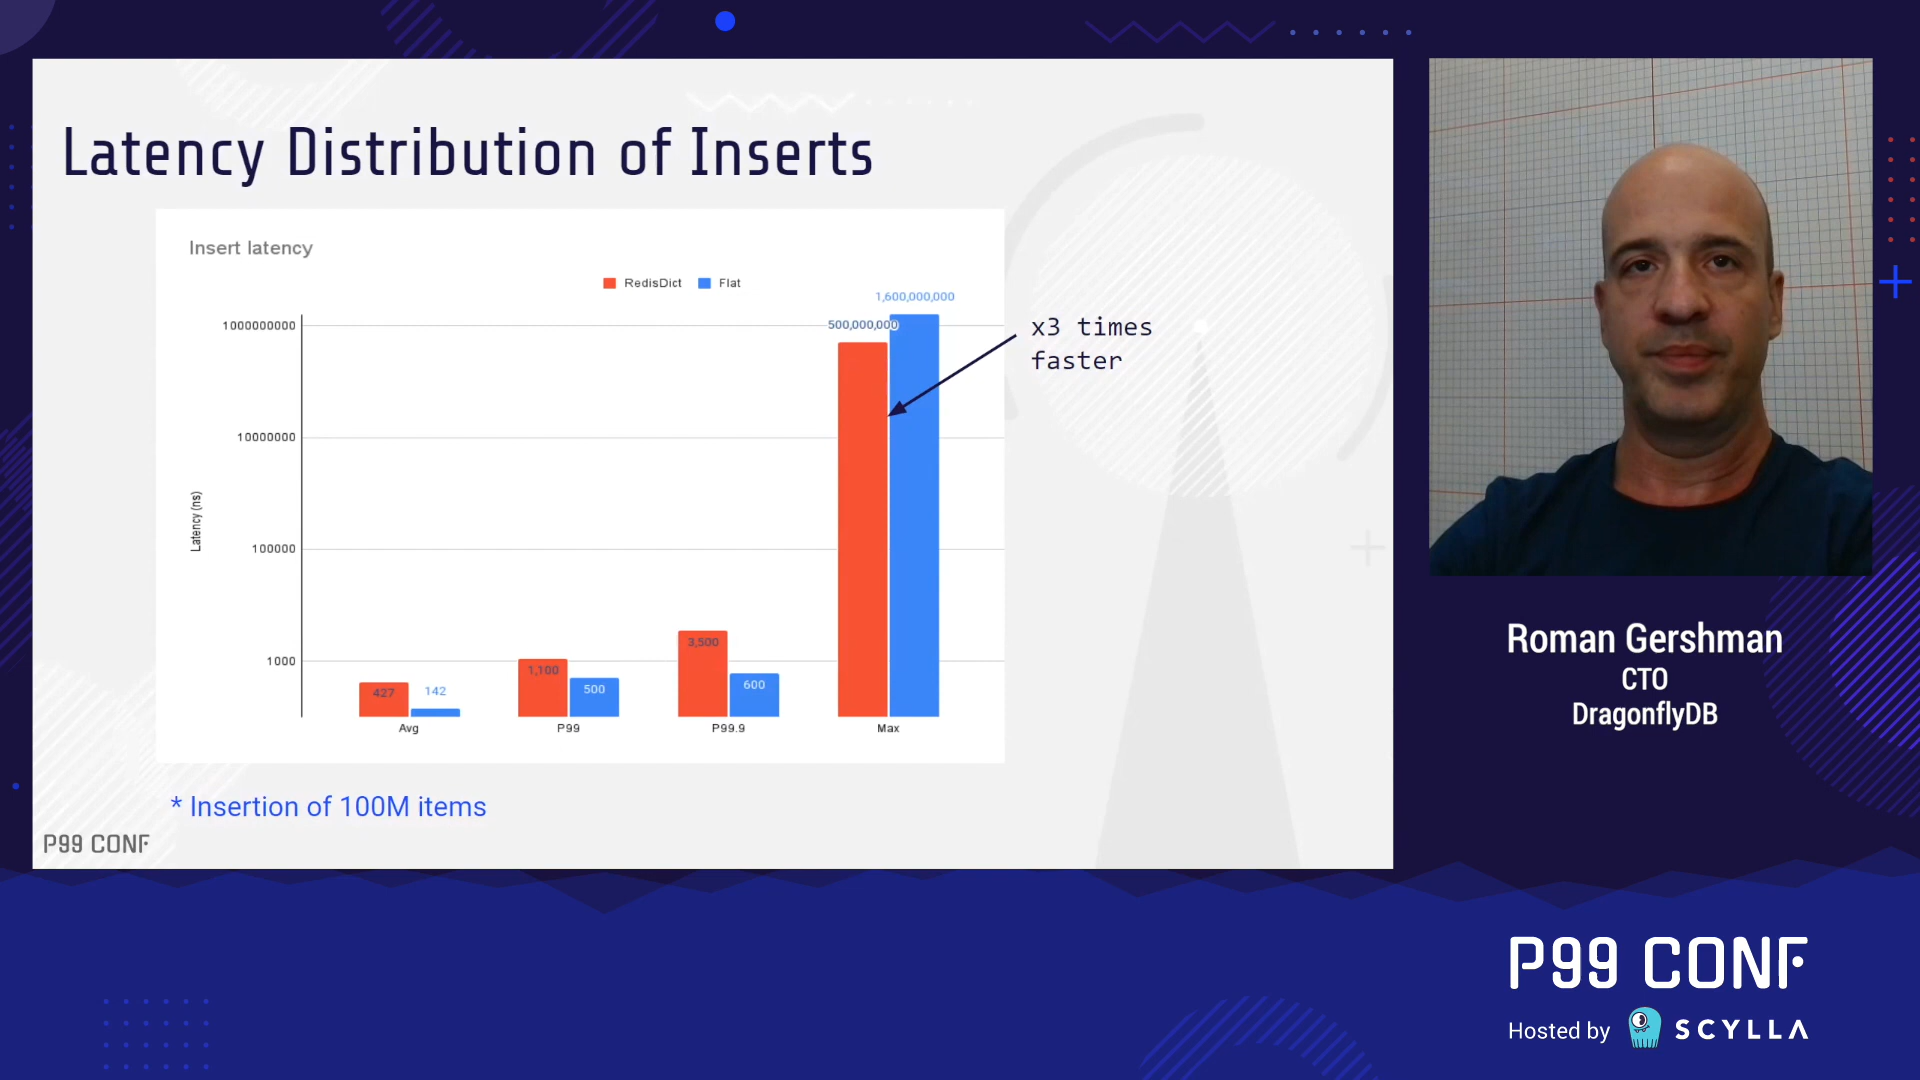 Latency Distribution of Inserts
Insert latency
RedisDict
Flat
1,600,000,000
500,000,000
1000000000
x3 times
faster
10000000
Latency (ns)
100000
1000
427
142
1,100
500
3,500
600
Avg
P99
P99.9
Max
* Insertion of 100M items
P99 CONF
Roman Gershman
CTO
DragonflyDB
P99 CONF
Hosted by SCYLLA